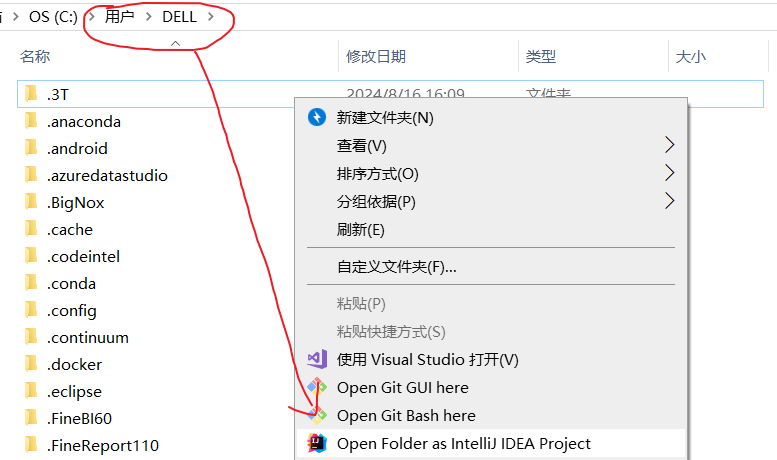 OS (C:) > 用户 > DELL >
名称 修改日期 类型 大小
.3T 2024/8/16 16:09 文件夹
.anaconda
.android
.azuredatastudio
.BigNox
.cache
.codeintel
.conda
.config
.continuum
.docker
.eclipse
.FineBI60
.FineReport110
新建文件夹(N)
查看(V)
排序方式(O)
分组依据(P)
刷新(E)
自定义文件夹(F)...
粘贴(P)
粘贴快捷方式(S)
使用 Visual Studio 打开(V)
Open Git GUI here
Open Git Bash here
Open Folder as IntelliJ IDEA Project